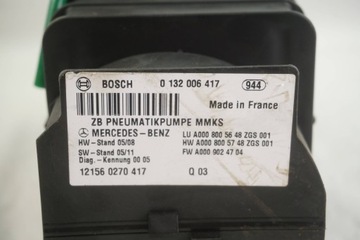 BOSCH 0 132 006 417 944
Made in France
ZB PNEUMATIKPUMPE MMKS
MERCEDES-BENZ LU A000 800 56 48 ZGS 001
HW-Stand 05/08 HW A000 800 57 48 ZGS 001
SW-Stand 05/11 FW A000 902 47 04
Diag.-Kennung 00 05
12156 0270 417 Q 03